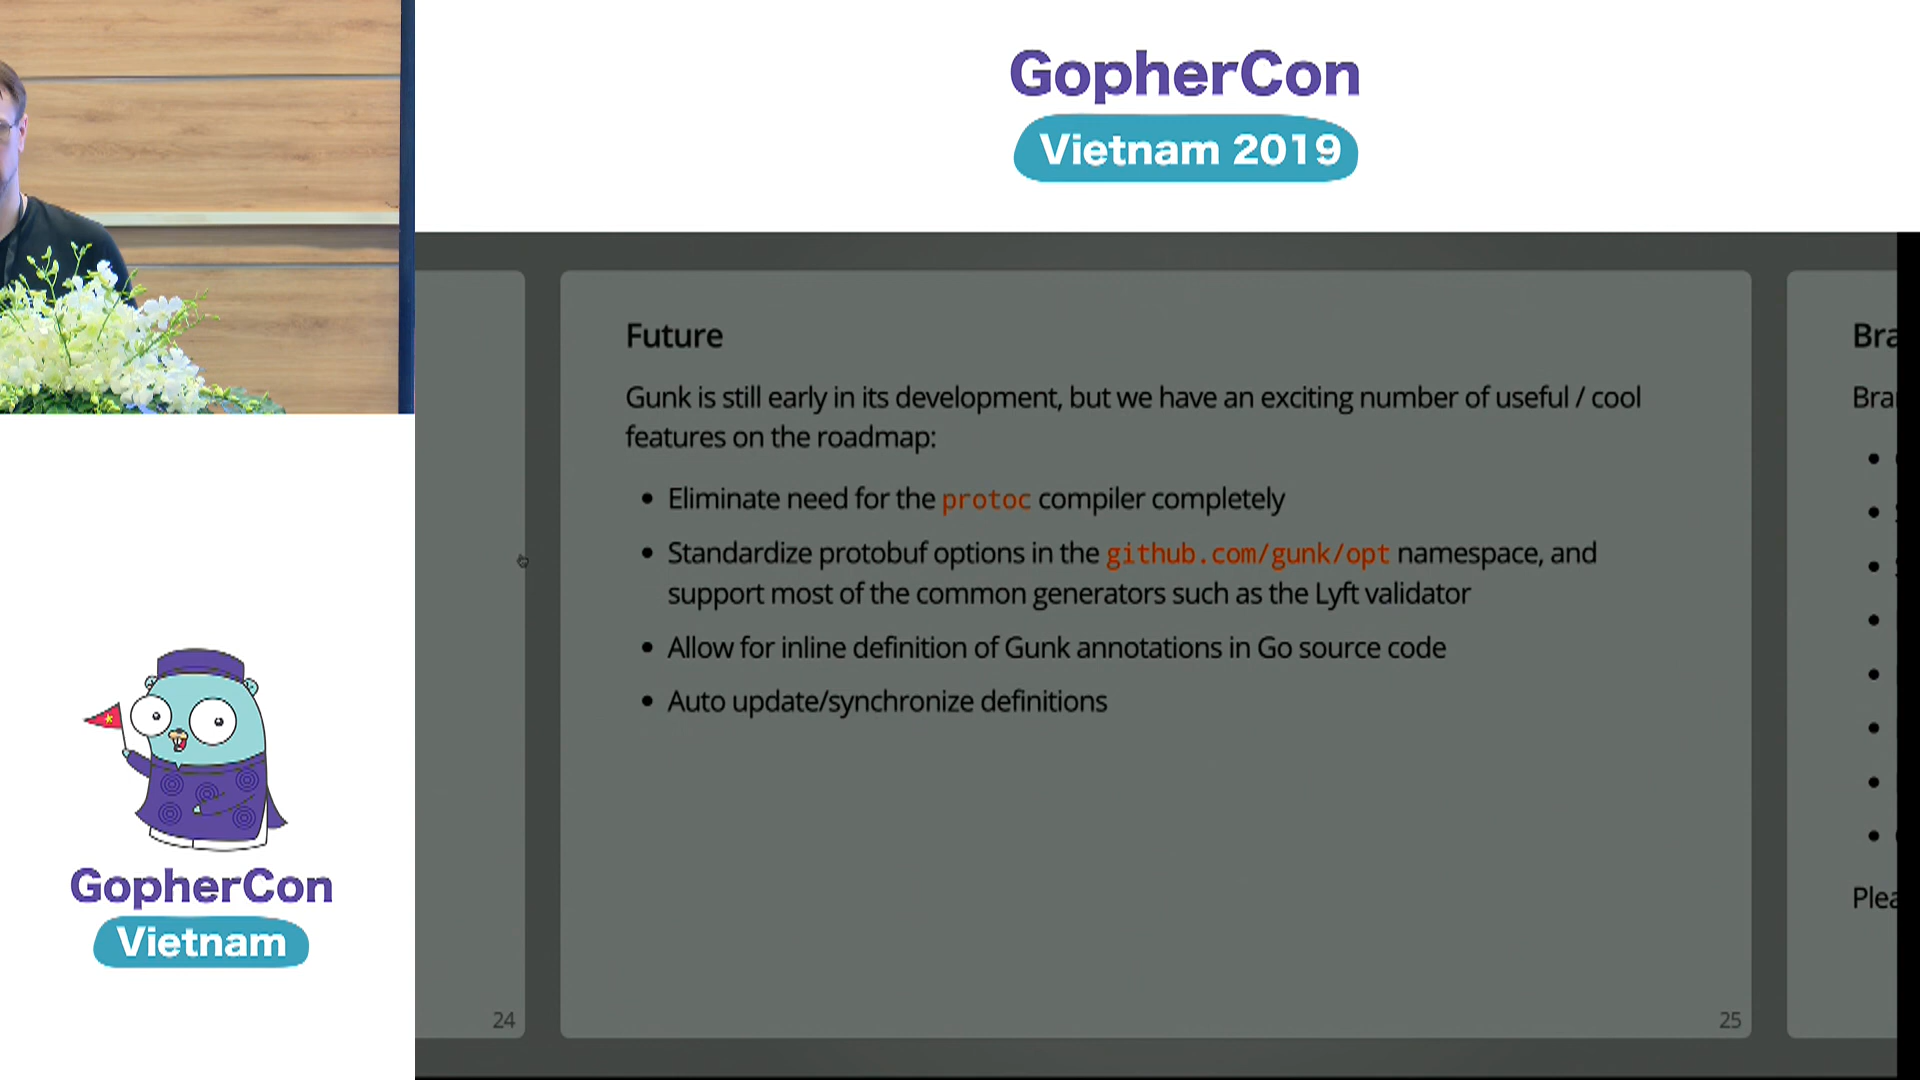 GopherCon
Vietnam 2019
Future
Gunk is still early in its development, but we have an exciting number of useful / cool
features on the roadmap:
• Eliminate need for the protoc compiler completely
• Standardize protobuf options in the github.com/gunk/opt namespace, and
support most of the common generators such as the Lyft validator
• Allow for inline definition of Gunk annotations in Go source code
• Auto update/synchronize definitions
24
25
GopherCon
Vietnam